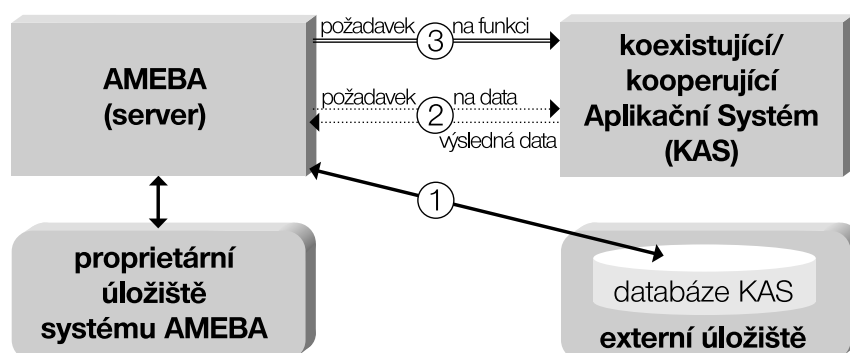 AMEBA
(server)
požadavek 3 na funkci
požadavek na data
2
výsledná data
koexistující/
kooperující
Aplikační Systém
(KAS)
1
proprietární
úložiště
systému AMEBA
databáze KAS
externí úložiště